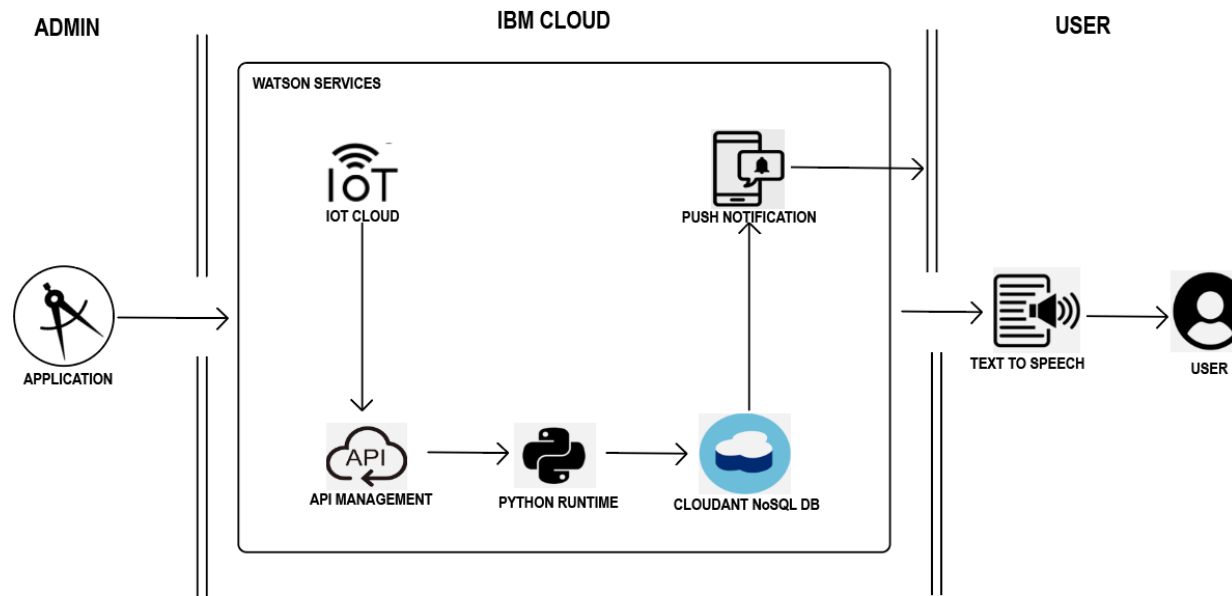 ADMIN
IBM CLOUD
USER
WATSON SERVICES
IoT
IOT CLOUD
PUSH NOTIFICATION
APPLICATION
TEXT TO SPEECH
USER
API
API MANAGEMENT
PYTHON RUNTIME
CLOUDANT NoSQL DB